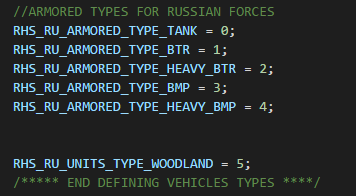 //ARMORED TYPES FOR RUSSIAN FORCES
RHS_RU_ARMORED_TYPE_TANK = 0;
RHS_RU_ARMORED_TYPE_BTR = 1;
RHS_RU_ARMORED_TYPE_HEAVY_BTR = 2;
RHS_RU_ARMORED_TYPE_BMP = 3;
RHS_RU_ARMORED_TYPE_HEAVY_BMP = 4;
RHS_RU_UNITS_TYPE_WOODLAND = 5;
/***** END DEFINING VEHICLES TYPES ****/